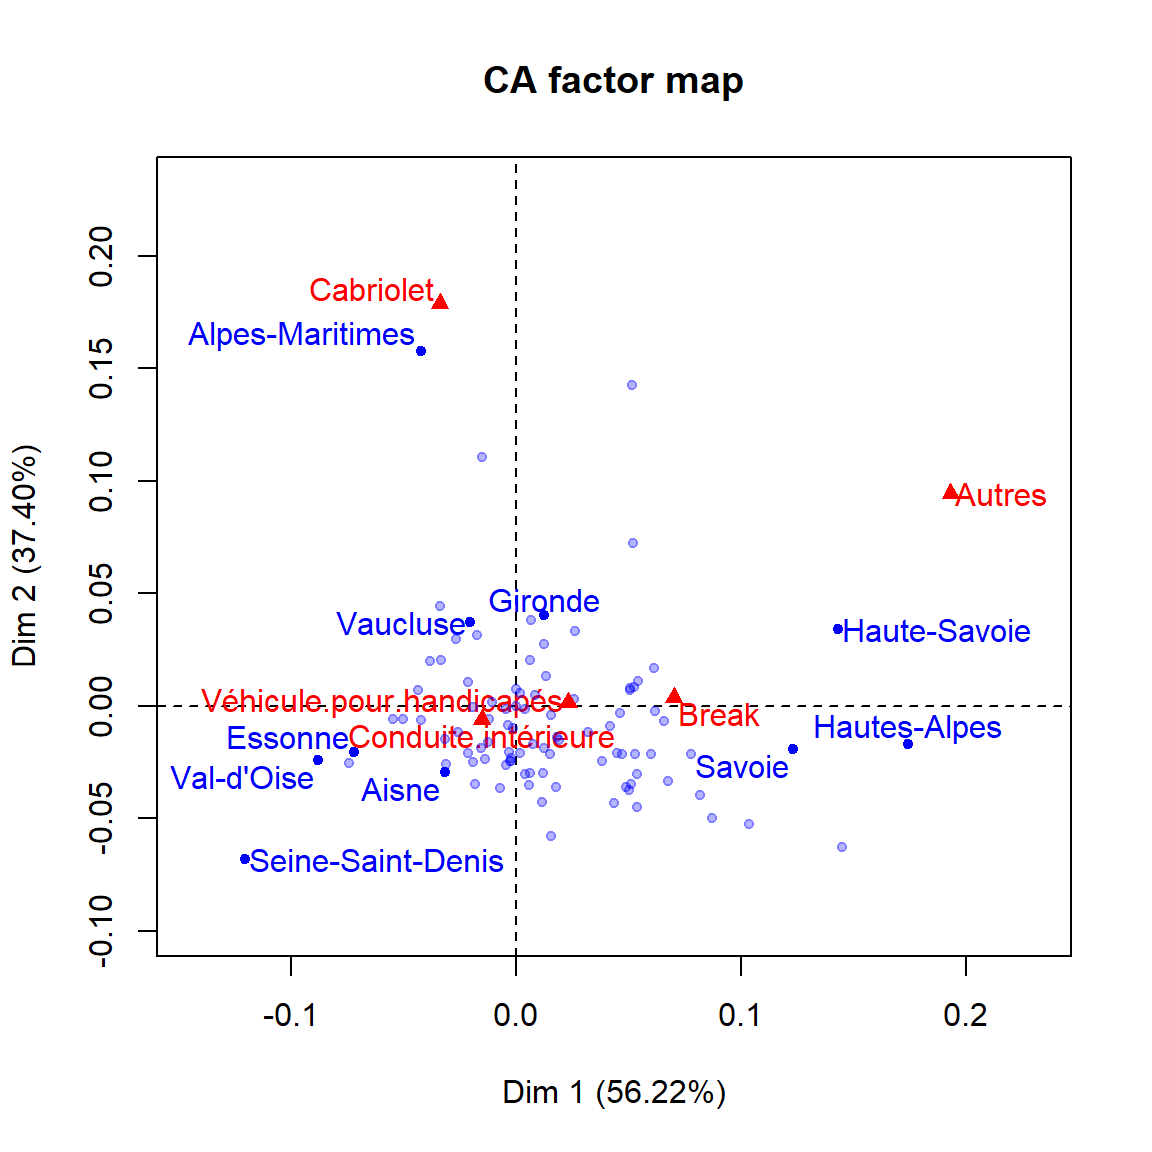 CA factor map
Dim 2 (37.40%)
0.20
0.15
0.10
0.05
0.00
-0.05
-0.10
Cabriolet
Alpes-Maritimes
Autres
Gironde
Vaucluse
Haute-Savoie
Véhicule.pour.handicapés
Break
Hautes-Alpes
Essonne
Conduite.intérieure
Savoie
Val-d'Oise
Aisne
Seine-Saint-Denis
-0.1
0.0
0.1
0.2
Dim 1 (56.22%)